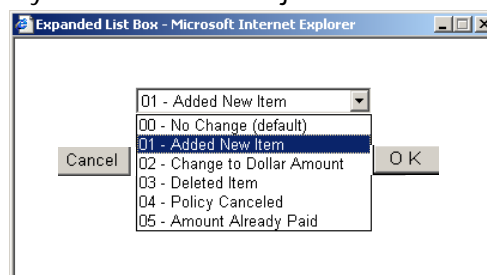 Expanded List Box - Microsoft Internet Explorer
01 - Added New Item
00 - No Change (default)
01 - Added New Item
02 - Change to Dollar Amount
03 - Deleted Item
04 - Policy Canceled
05 - Amount Already Paid
Cancel
O K